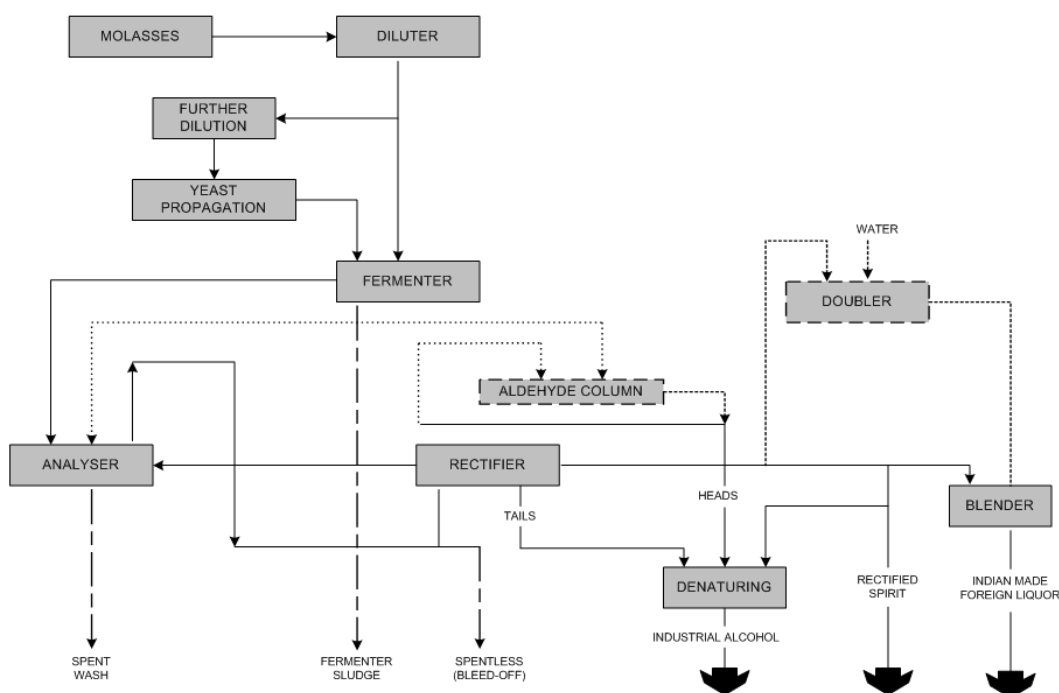 MOLASSES
DILUTER
FURTHER
DILUTION
YEAST
PROPAGATION
WATER
FERMENTER
DOUBLER
ALDEHYDE COLUMN
ANALYSER
RECTIFIER
HEADS
BLENDER
TAILS
DENATURING
RECTIFIED
SPIRIT
INDIAN MADE
FOREIGN LIQUOR
INDUSTRIAL ALCOHOL
SPENT
WASH
FERMENTER
SLUDGE
SPENTLESS
(BLEED-OFF)